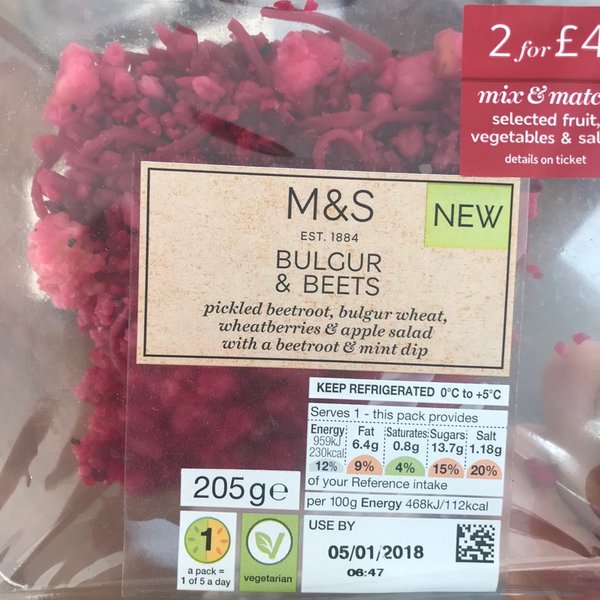 2 for £4
mix & match
selected fruit,
vegetables & sal
details on ticket
M&S
EST. 1884
NEW
BULGUR
& BEETS
pickled beetroot, bulgur wheat,
wheatberries & apple salad
with a beetroot & mint dip
KEEP REFRIGERATED 0°C to +5°C
Serves 1 - this pack provides
Energy Fat Saturates Sugars Salt
959kJ 6.4g 0.8g 13.7g 1.18g
230kcal
12% 9% 4% 15% 20%
of your Reference intake
per 100g Energy 468kJ/112kcal
205g e
USE BY
05/01/2018
06:47
1
a pack =
1 of 5 a day
vegetarian